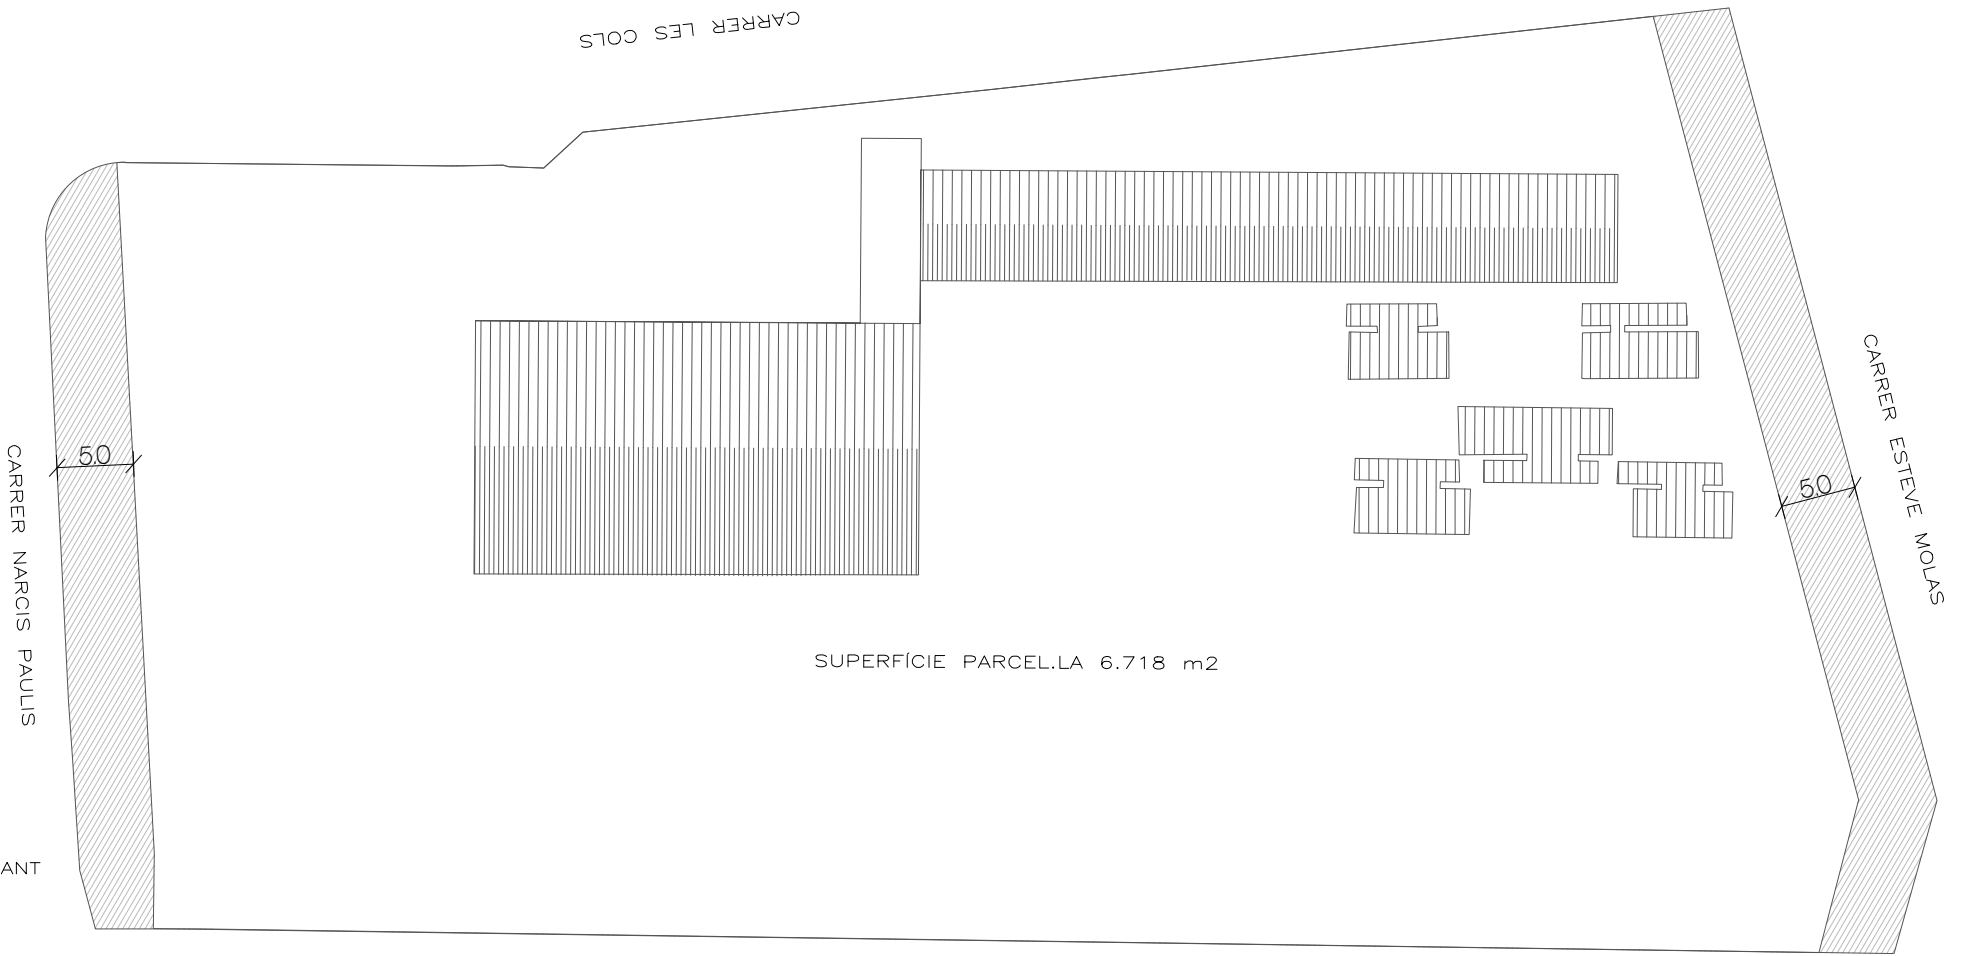 CARRER LES COLS
CARRER NARCIS PAULIS
5.0
CARRER ESTEVE MOLAS
5.0
SUPERFÍCIE PARCEL.LA 6.718 m2
ANT